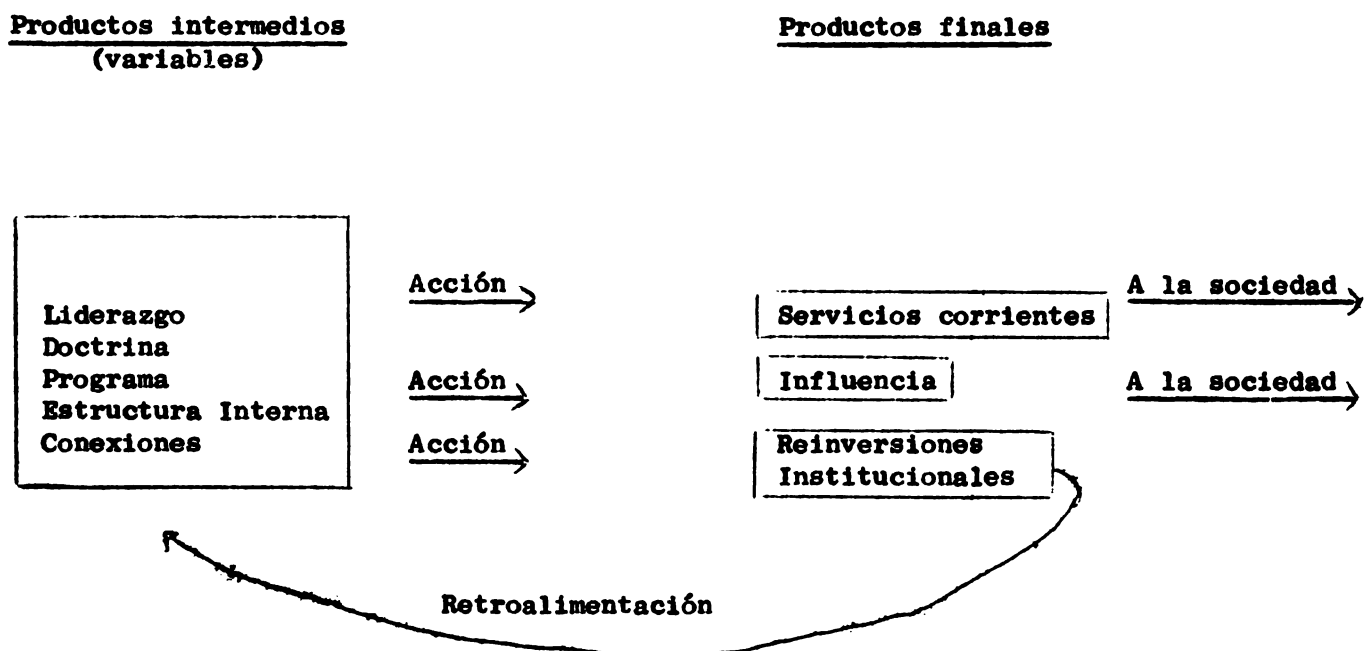 Productos intermedios
(variables)
Productos finales
Liderazgo
Doctrina
Programa
Estructura Interna
Conexiones
Acción
Acción
Acción
Servicios corrientes
Influencia
Reinversiones
Institucionales
A la sociedad
A la sociedad
Retroalimentación